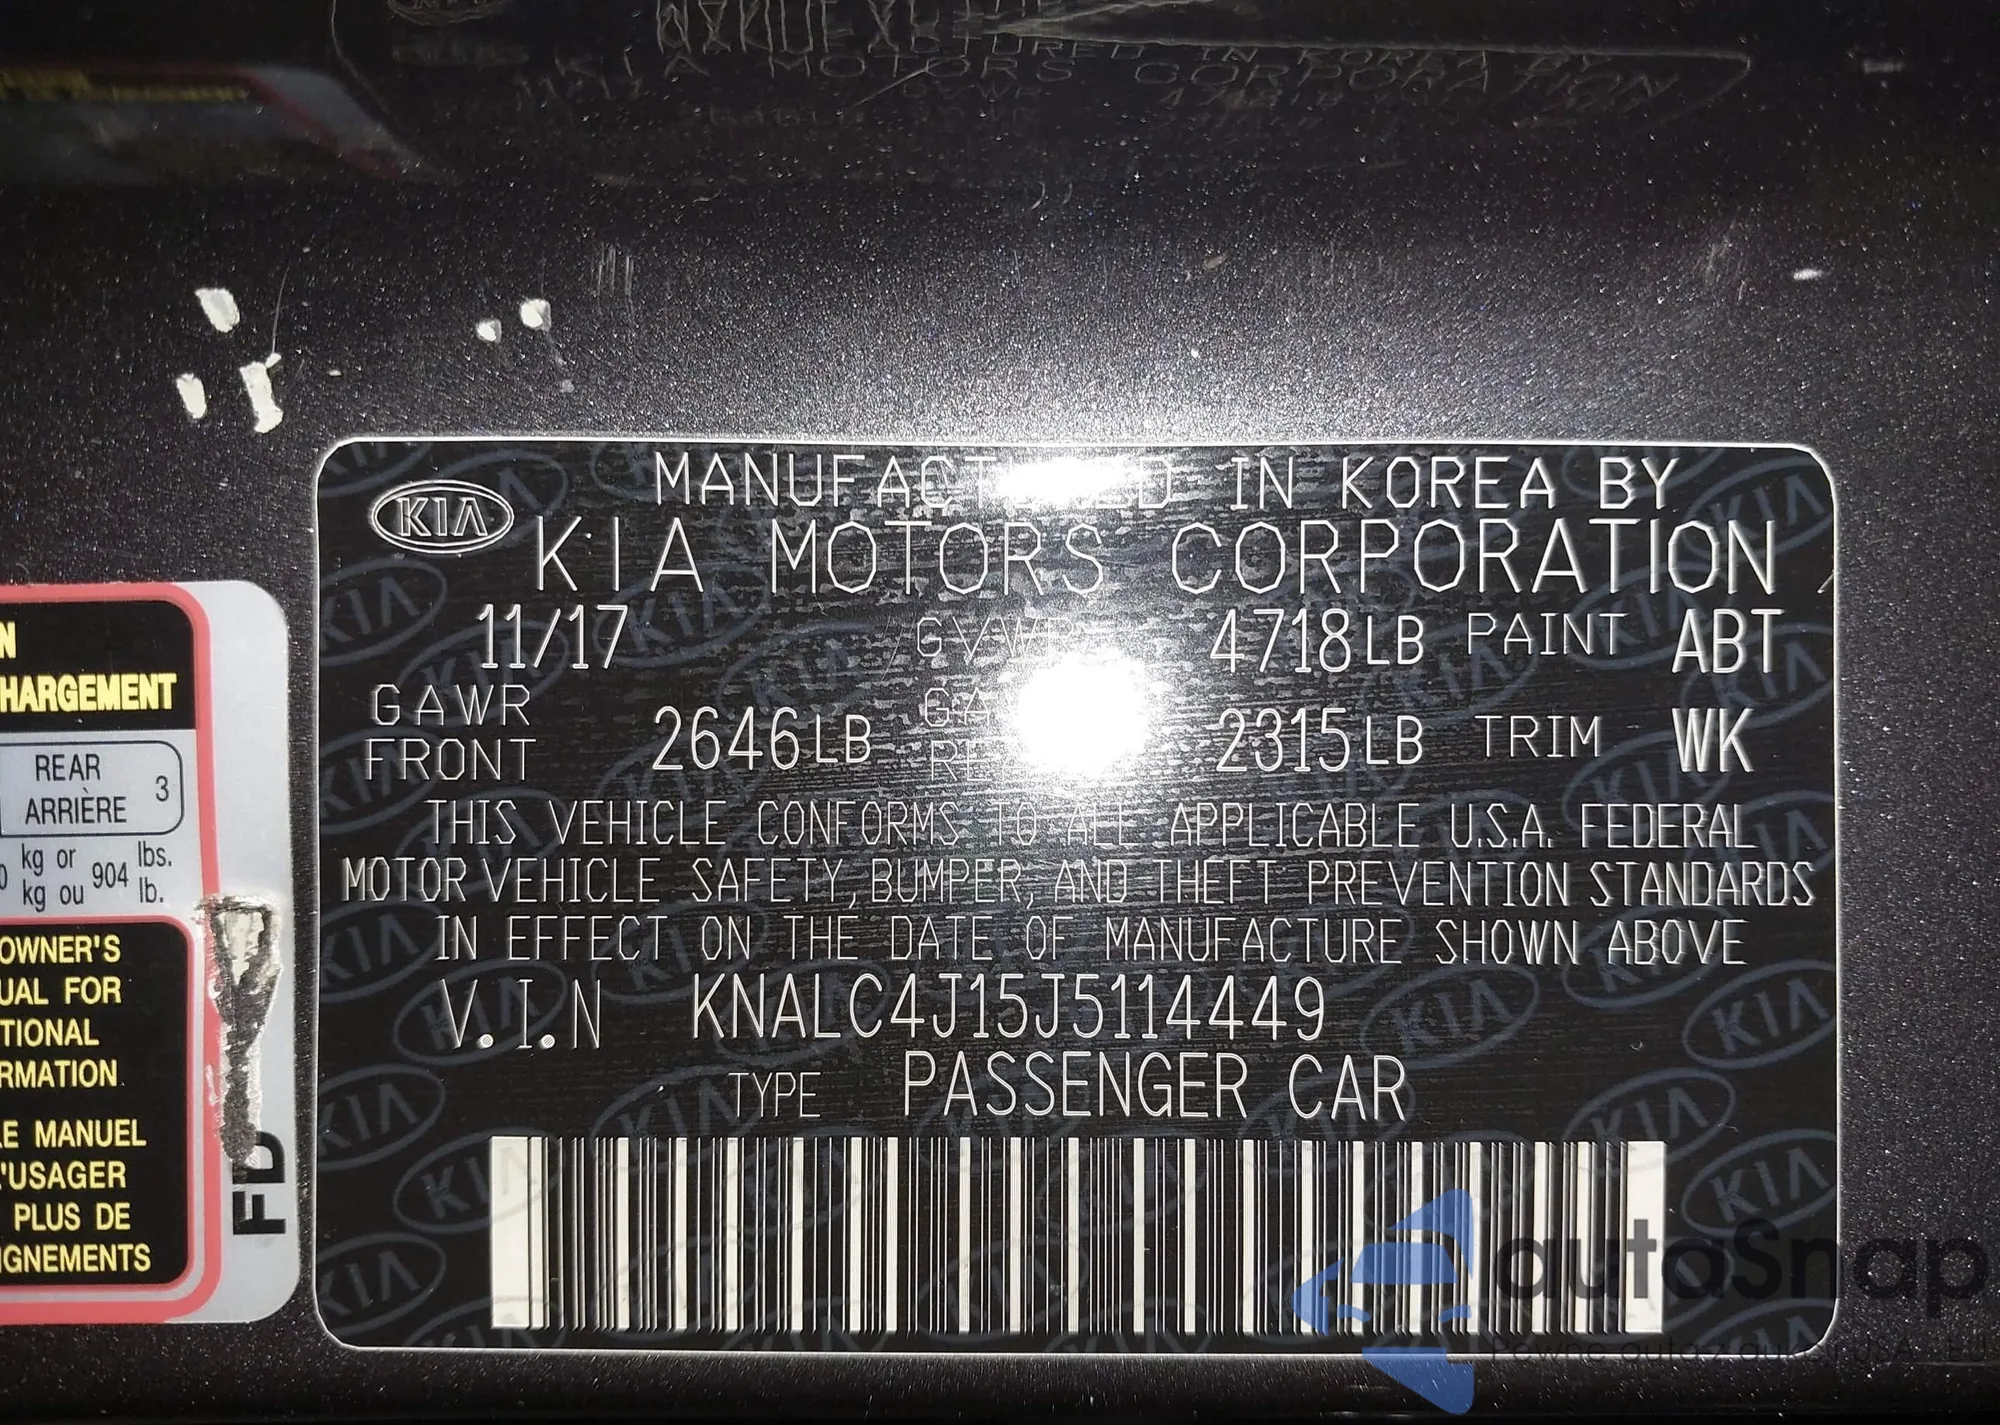 MANUFACTURED IN KOREA BY
KIA
KIA MOTORS CORPORATION
11/17 /GVWR 4718LB PAINT ABT
GAWR FRONT 2646LB 2315LB TRIM WK
THIS VEHICLE CONFORMS TO ALL APPLICABLE U.S.A. FEDERAL
MOTOR VEHICLE SAFETY, BUMPER, AND THEFT PREVENTION STANDARDS
IN EFFECT ON THE DATE OF MANUFACTURE SHOWN ABOVE
V.I.N KNALC4J15J5114449
TYPE PASSENGER CAR
N
HARGEMENT
REAR
ARRIÈRE 3
kg or 904 lbs.
kg ou lb.
OWNER'S
UAL FOR
TIONAL
RMATION
LE MANUEL
L'USAGER
PLUS DE
IGNEMENTS
FD
autoSnap